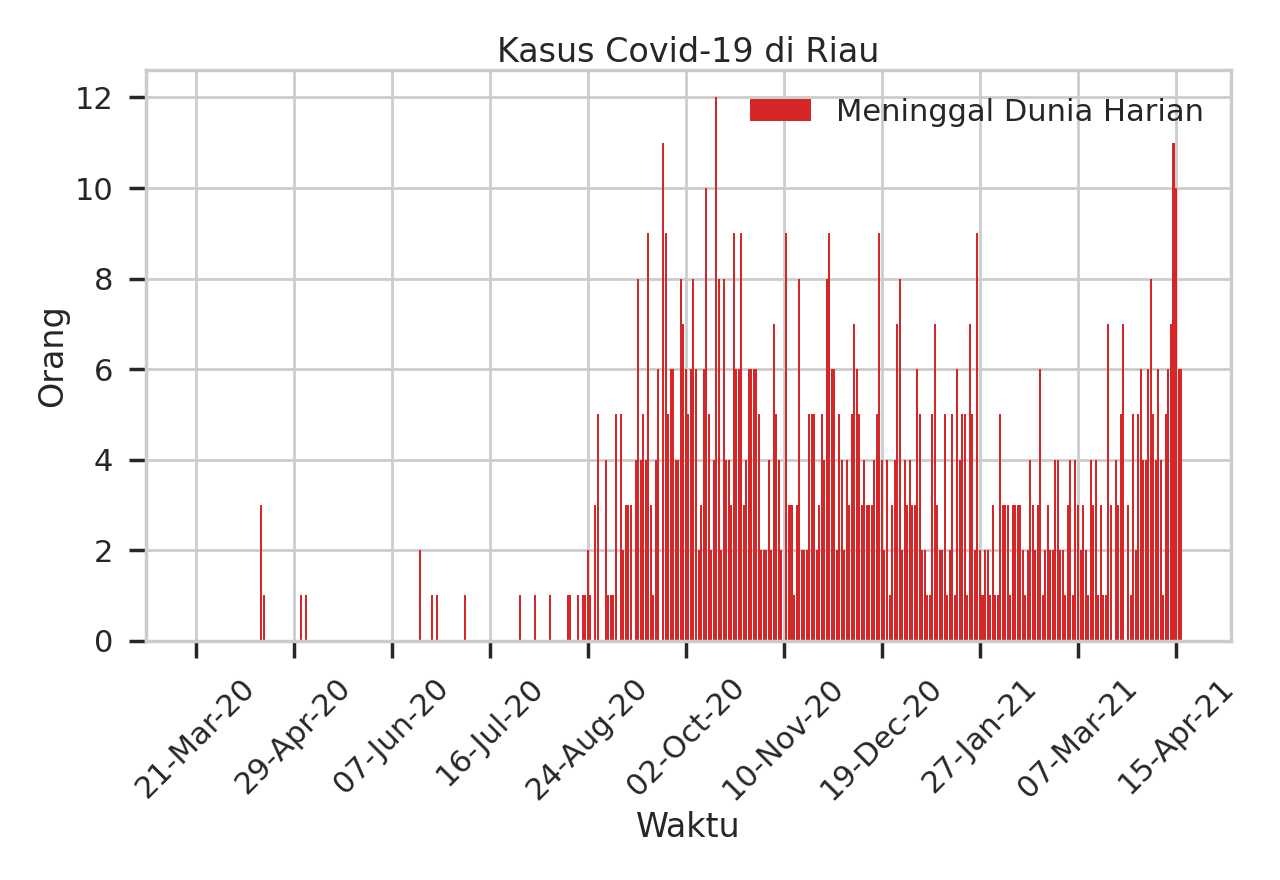 Kasus Covid-19 di Riau
Meninggal Dunia Harian
12
10
8
6
4
2
0
Orang
21-Mar-20
29-Apr-20
07-Jun-20
16-Jul-20
24-Aug-20
02-Oct-20
10-Nov-20
19-Dec-20
27-Jan-21
07-Mar-21
15-Apr-21
Waktu